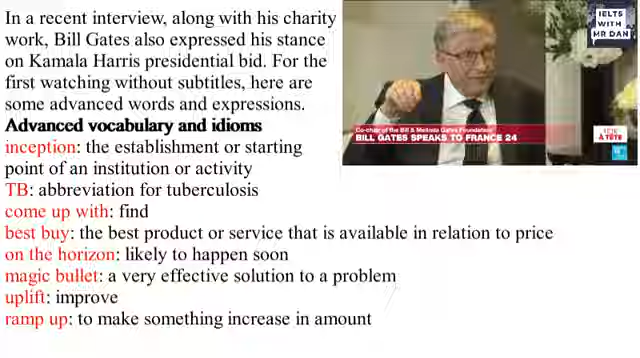 In a recent interview, along with his charity
work, Bill Gates also expressed his stance
on Kamala Harris presidential bid. For the
first watching without subtitles, here are
some advanced words and expressions.
Advanced vocabulary and idioms
inception: the establishment or starting
point of an institution or activity
TB: abbreviation for tuberculosis
come up with: find
best buy: the best product or service that is available in relation to price
on the horizon: likely to happen soon
magic bullet: a very effective solution to a problem
uplift: improve
ramp up: to make something increase in amount
IELTS
WITH
MR DAN
Co-chair of the Bill & Melinda Gates Foundation
BILL GATES SPEAKS TO FRANCE 24
TÊTE
À TÊTE